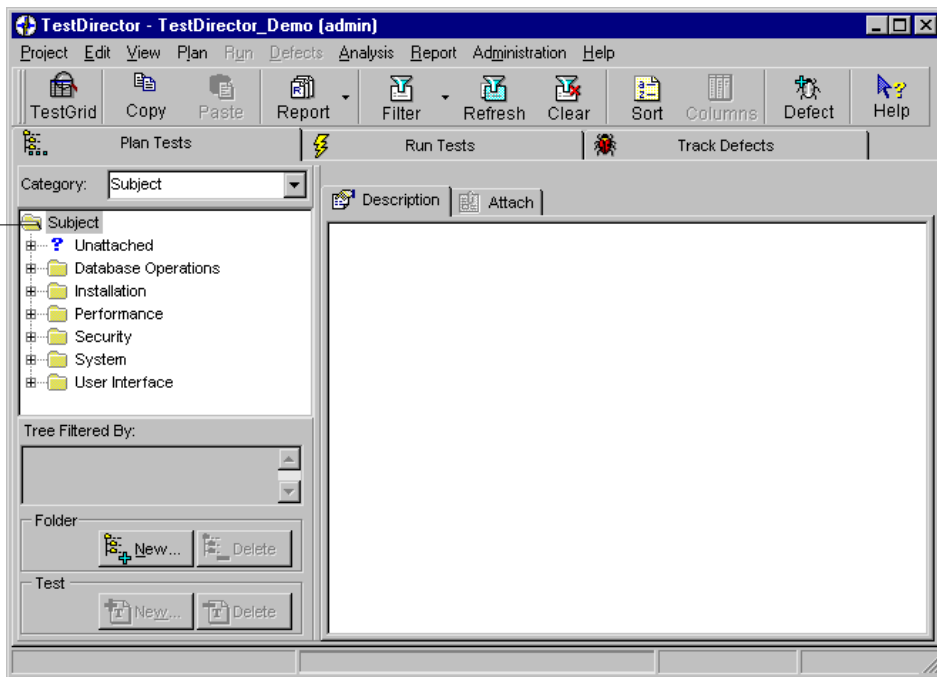 TestDirector - TestDirector_Demo (admin)
Project Edit View Plan Run Defects Analysis Report Administration Help
TestGrid Copy Paste Report Filter Refresh Clear Sort Columns Defect Help
Plan Tests Run Tests Track Defects
Category: Subject
Description Attach
Subject
? Unattached
Database Operations
Installation
Performance
Security
System
User Interface
Tree Filtered By:
Folder
New... Delete
Test
New... Delete